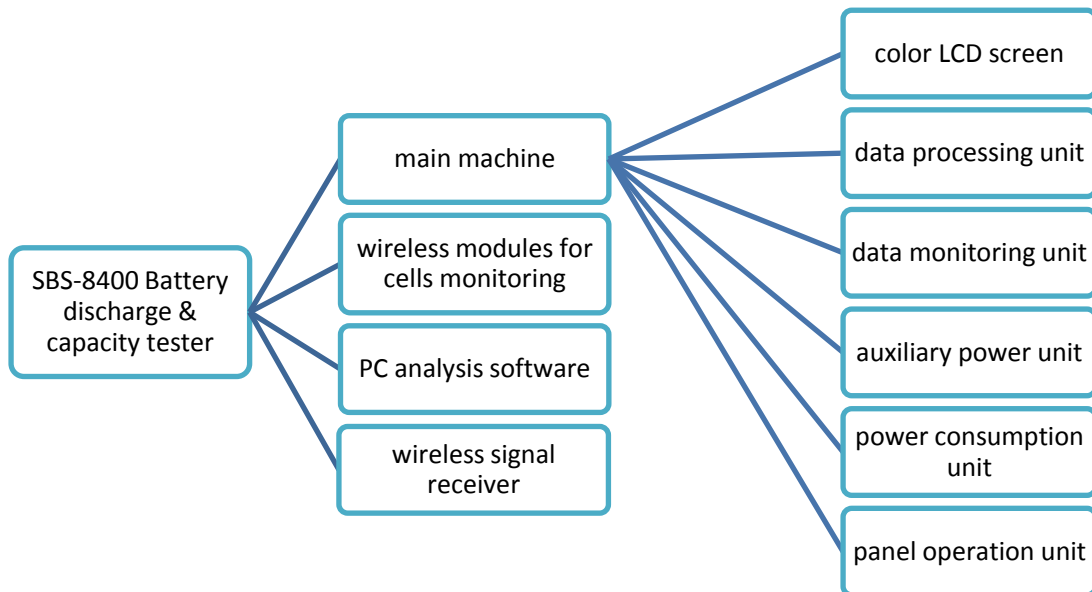 SBS-8400 Battery
discharge &
capacity tester
main machine
wireless modules for
cells monitoring
PC analysis software
wireless signal
receiver
color LCD screen
data processing unit
data monitoring unit
auxiliary power unit
power consumption
unit
panel operation unit